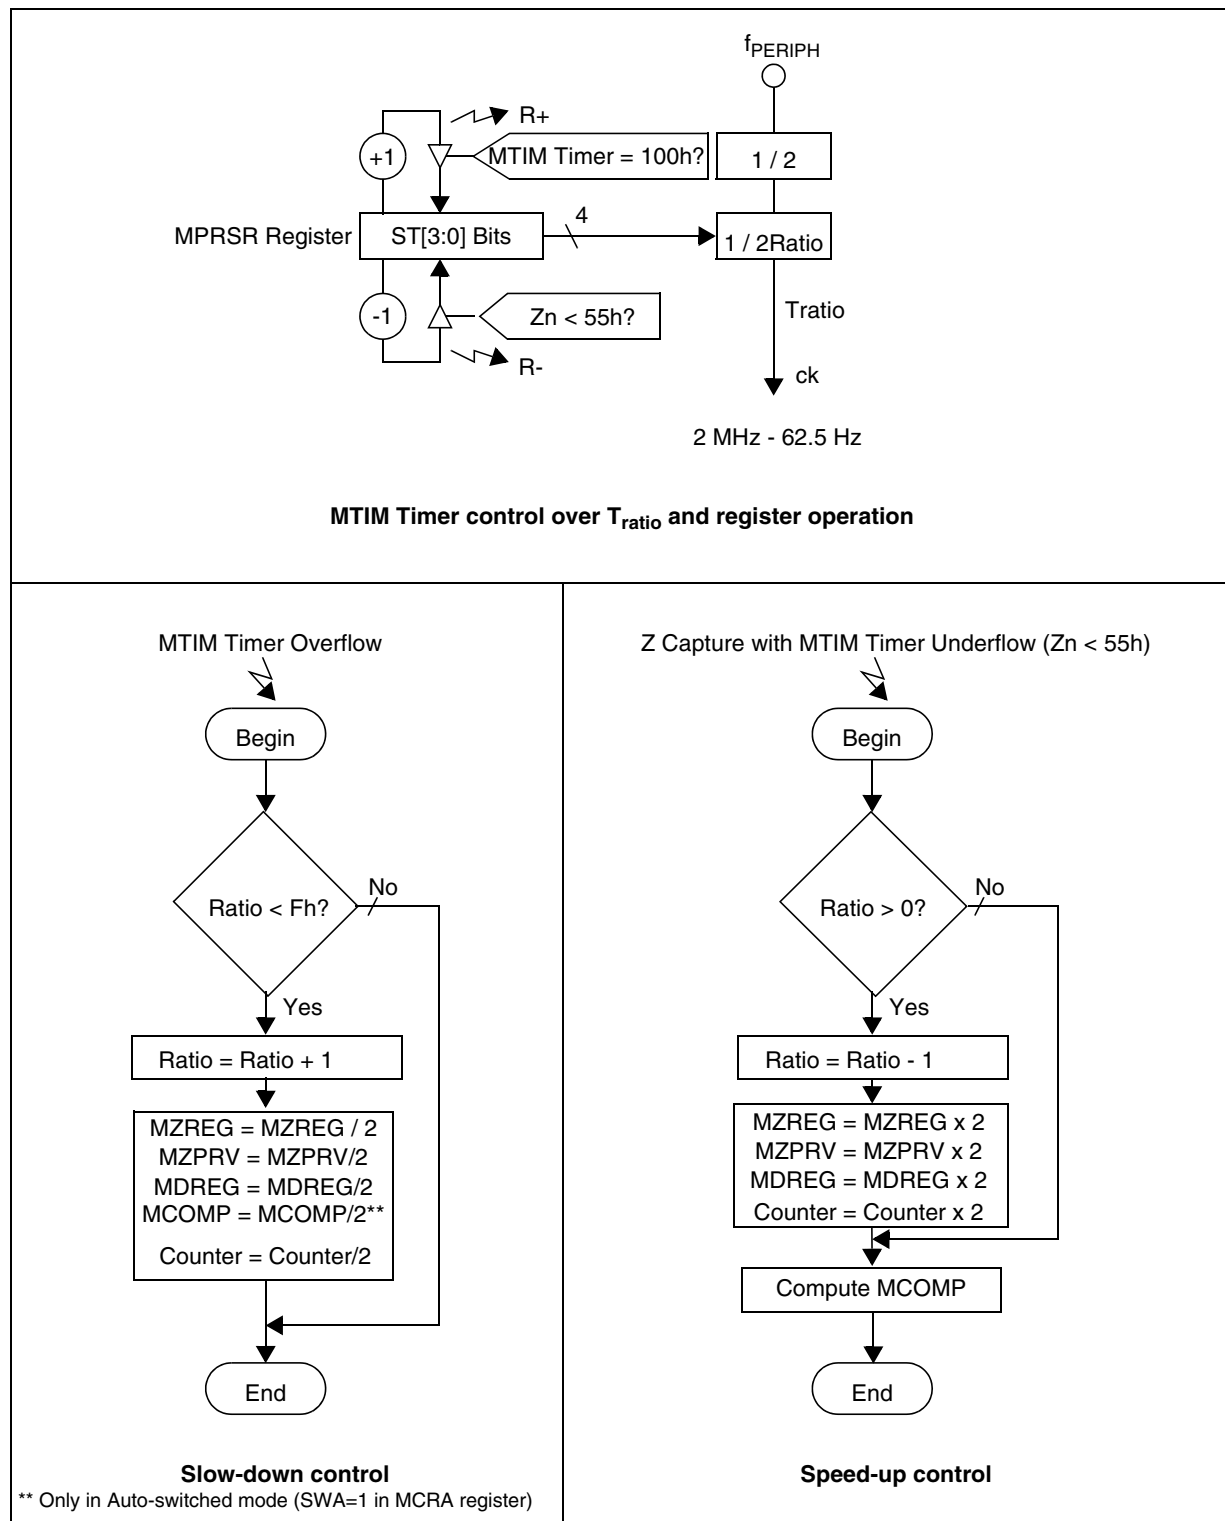 fPERIPH
R+
+1
MTIM Timer = 100h?
1 / 2
4
MPRSR Register
ST[3:0] Bits
1 / 2Ratio
-1
Zn < 55h?
Tratio
R-
ck
2 MHz - 62.5 Hz
MTIM Timer control over Tratio and register operation
MTIM Timer Overflow
Begin
Ratio < Fh?
No
Yes
Ratio = Ratio + 1
MZREG = MZREG / 2
MZPRV = MZPRV/2
MDREG = MDREG/2
MCOMP = MCOMP/2**
Counter = Counter/2
End
Slow-down control
** Only in Auto-switched mode (SWA=1 in MCRA register)
Z Capture with MTIM Timer Underflow (Zn < 55h)
Begin
Ratio > 0?
No
Yes
Ratio = Ratio - 1
MZREG = MZREG x 2
MZPRV = MZPRV x 2
MDREG = MDREG x 2
Counter = Counter x 2
Compute MCOMP
End
Speed-up control